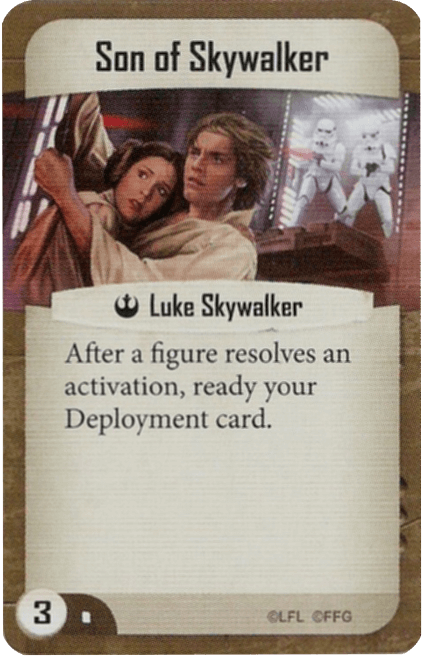 Son of Skywalker
Luke Skywalker
After a figure resolves an
activation, ready your
Deployment card.
3
©LFL ©FFG